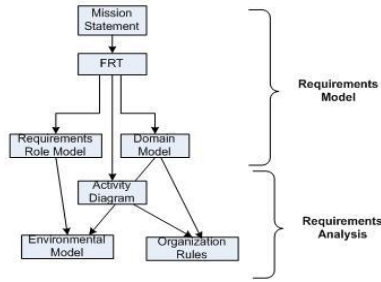 Mission
Statement
FRT
Requirements
Model
Requirements
Role Model
Domain
Model
Activity
Diagram
Requirements
Analysis
Environmental
Model
Organization
Rules